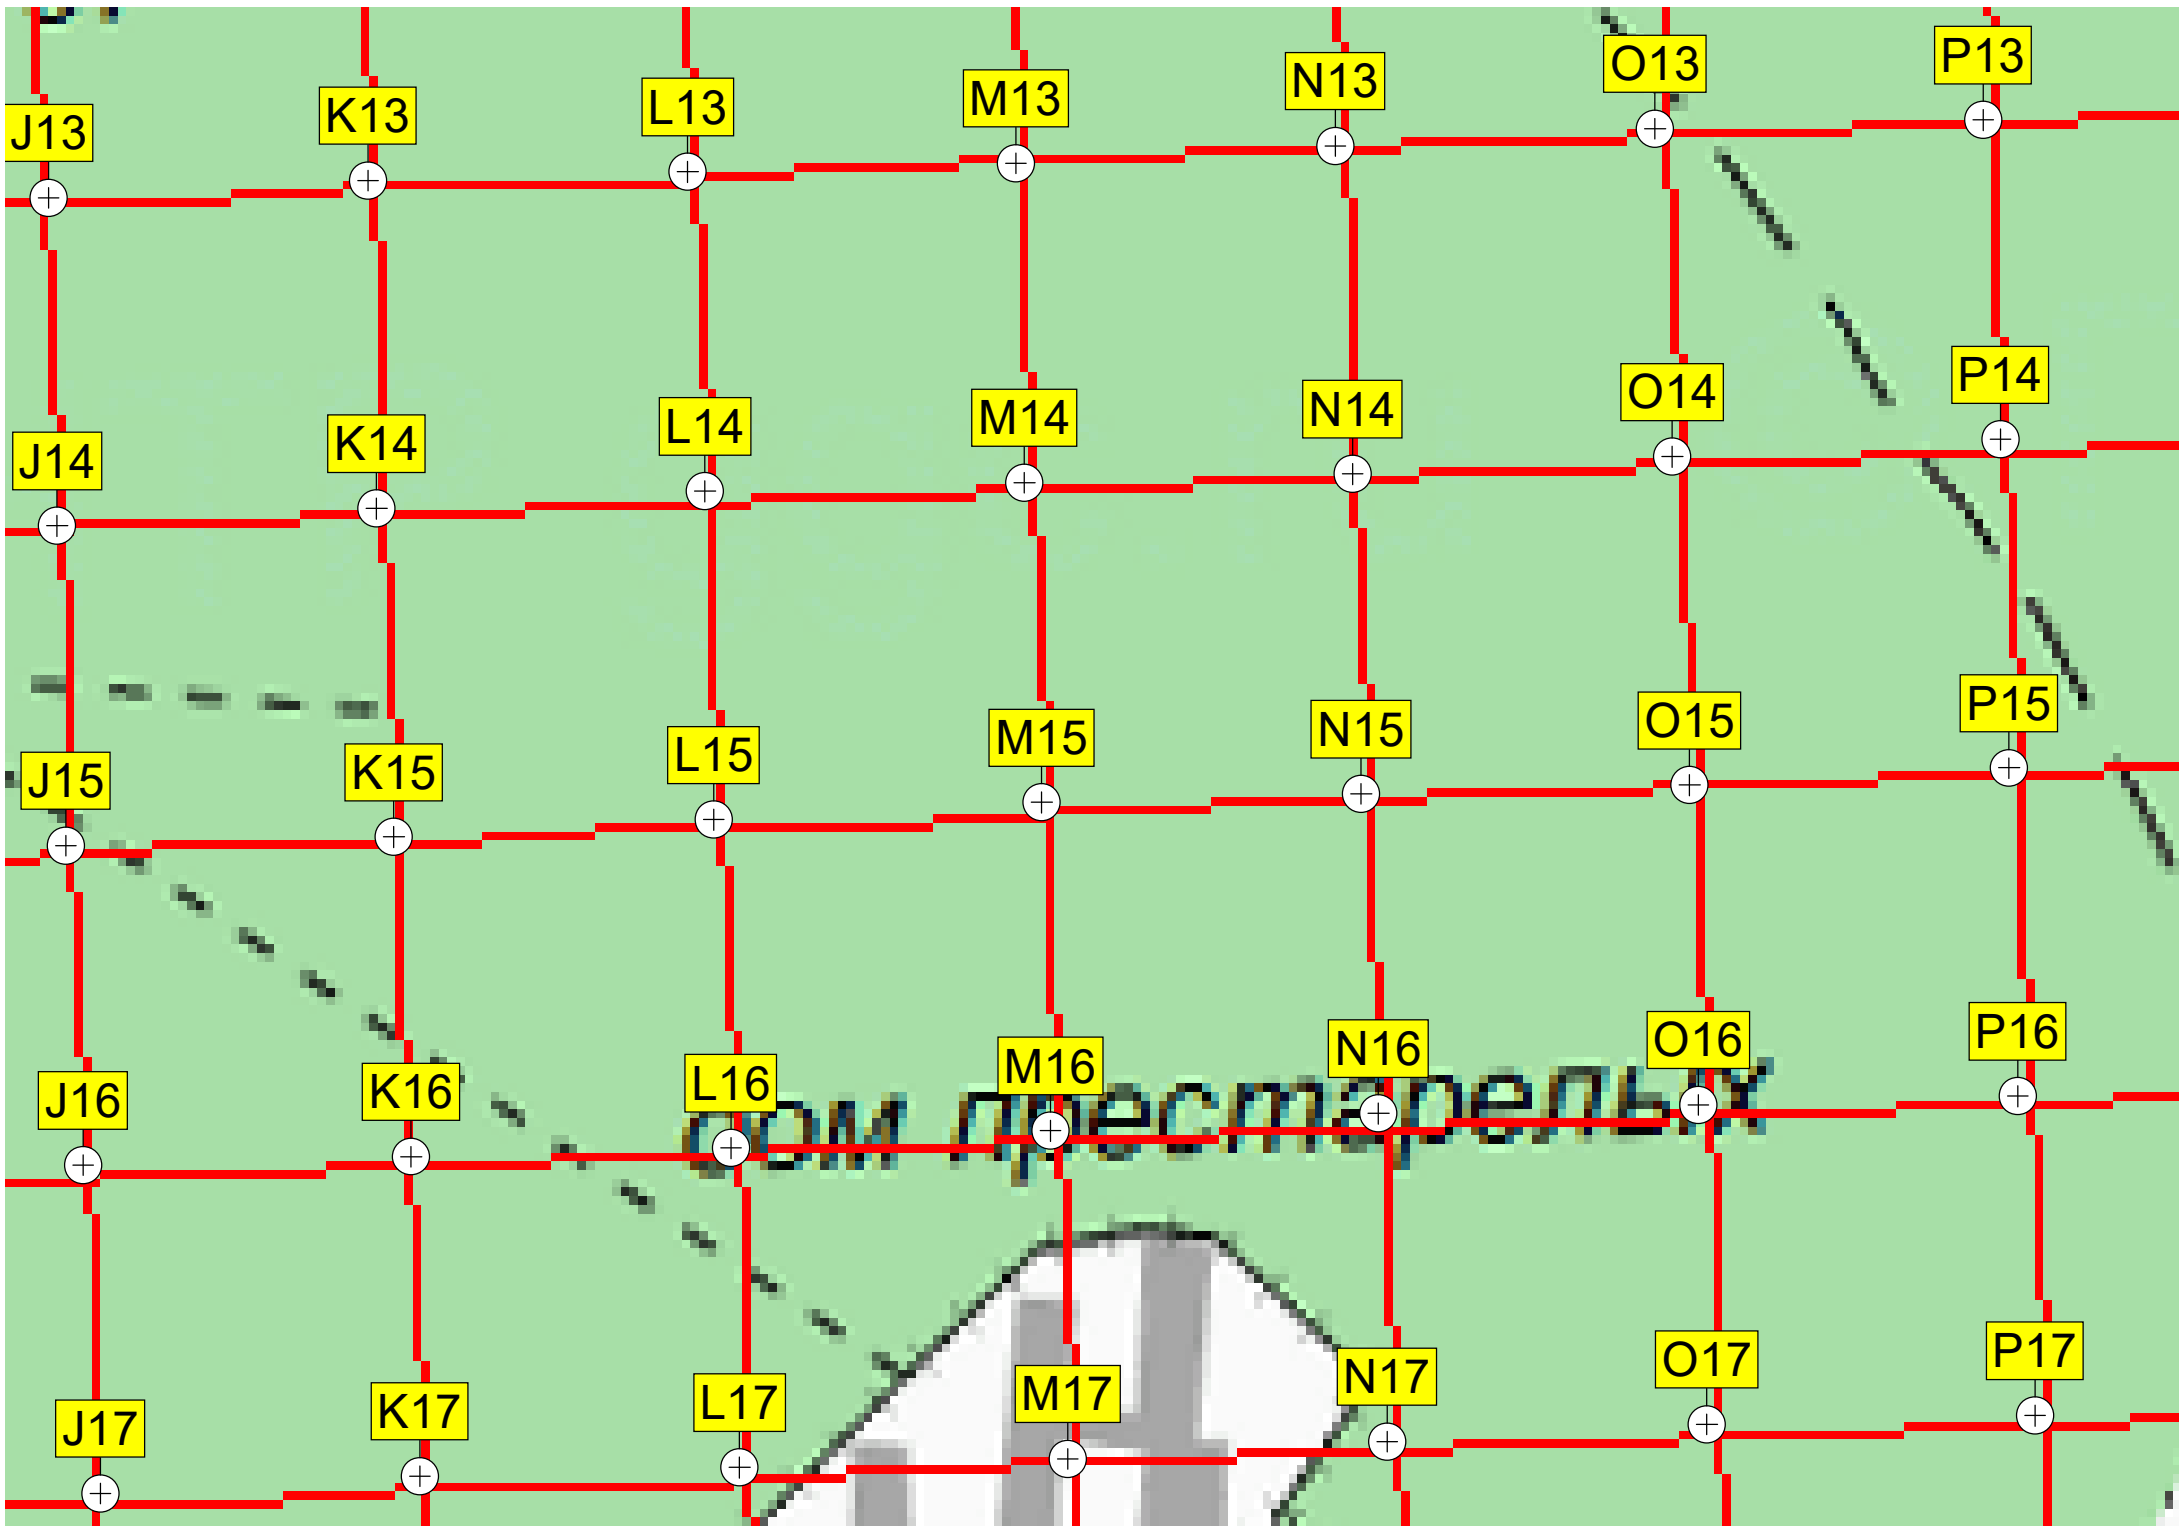 J13 K13 L13 M13 N13 O13 P13
J14 K14 L14 M14 N14 O14 P14
J15 K15 L15 M15 N15 O15 P15
J16 K16 L16 M16 N16 O16 P16
дом престарелых
J17 K17 L17 M17 N17 O17 P17